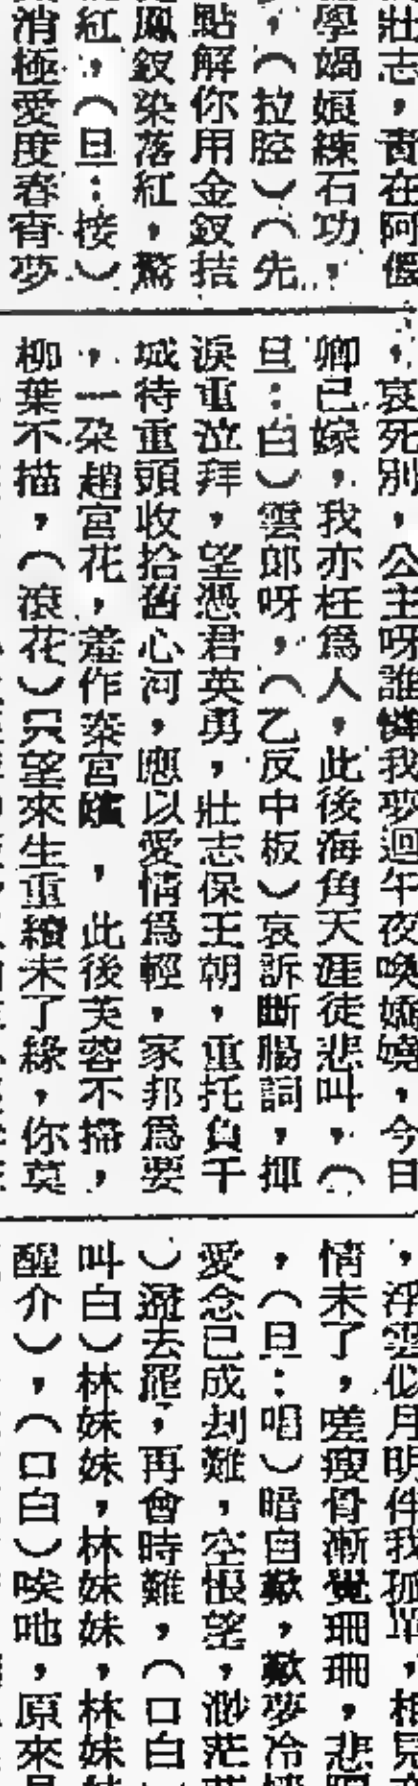 壯志，責在阿
學媧娘練石功，
，（拉腔）（先
點解你用金釵拮
鳳釵染落紅，驚
紅，（旦：接）
消極愛度春宵夢
，哀死別，公主呀誰憐我夢迴午夜喚嬌嬈，今日
卿已嫁，我亦枉為人，此後海角天涯徒悲叫，（
旦：白）雲郎呀，（乙反中板）哀訴斷腸詞，揮
淚重泣拜，望憑君英勇，壯志保王朝，重托負干
城待重頭收拾舊心河，應以愛情爲輕，家邦爲要
，一朶趙宮花，羞作秦宮嬪，此後芙蓉不掃，
柳葉不描，（滾花）只望來生重續未了緣，你莫
，浮雲似月明伴我孤單，相見
情未了，嗟瘦骨漸覺珊珊，悲
，（旦：唱）暗自歎，歎夢冷
愛念已成刦難，空恨望，渺茫
）逝去罷，再會時難，（口白
叫白）林妹妹，林妹妹，林妹
醒介），（口白）唉吔，原來